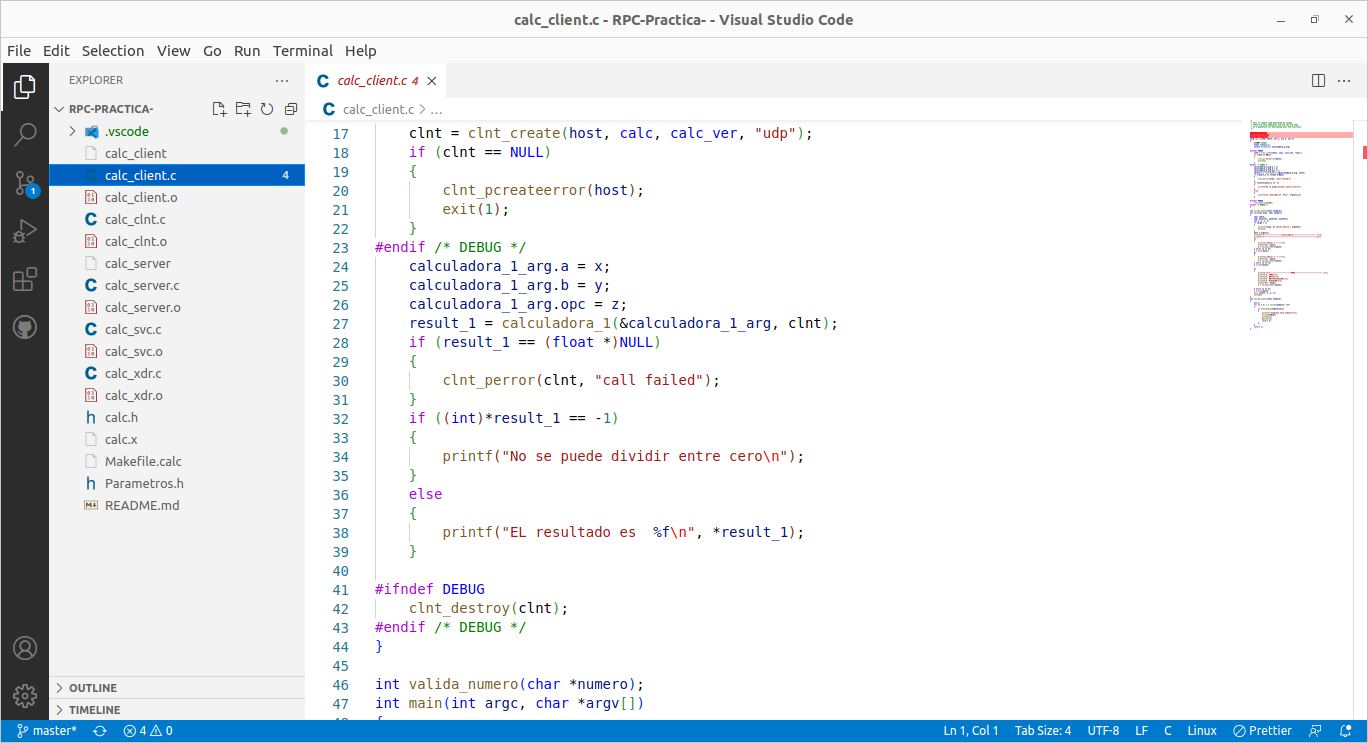 calc_client.c - RPC-Practica- - Visual Studio Code
File Edit Selection View Go Run Terminal Help
EXPLORER
calc_client.c 4
RPC-PRACTICA-
calc_client.c > ...
.vscode
calc_client
calc_client.c 4
calc_client.o
calc_clnt.c
calc_clnt.o
calc_server
calc_server.c
calc_server.o
calc_svc.c
calc_svc.o
calc_xdr.c
calc_xdr.o
calc.h
calc.x
Makefile.calc
Parametros.h
README.md
OUTLINE
TIMELINE
1
17 clnt = clnt_create(host, calc, calc_ver, "udp");
18 if (clnt == NULL)
19 {
20 clnt_pcreateerror(host);
21 exit(1);
22 }
23 #endif /* DEBUG */
24 calculadora_1_arg.a = x;
25 calculadora_1_arg.b = y;
26 calculadora_1_arg.opc = z;
27 result_1 = calculadora_1(&calculadora_1_arg, clnt);
28 if (result_1 == (float *)NULL)
29 {
30 clnt_perror(clnt, "call failed");
31 }
32 if ((int)*result_1 == -1)
33 {
34 printf("No se puede dividir entre cero\n");
35 }
36 else
37 {
38 printf("EL resultado es  %f\n", *result_1);
39 }
40
41 #ifndef DEBUG
42 clnt_destroy(clnt);
43 #endif /* DEBUG */
44 }
45
46 int valida_numero(char *numero);
47 int main(int argc, char *argv[])
master* 4 0 Ln 1, Col 1 Tab Size: 4 UTF-8 LF C Linux Prettier